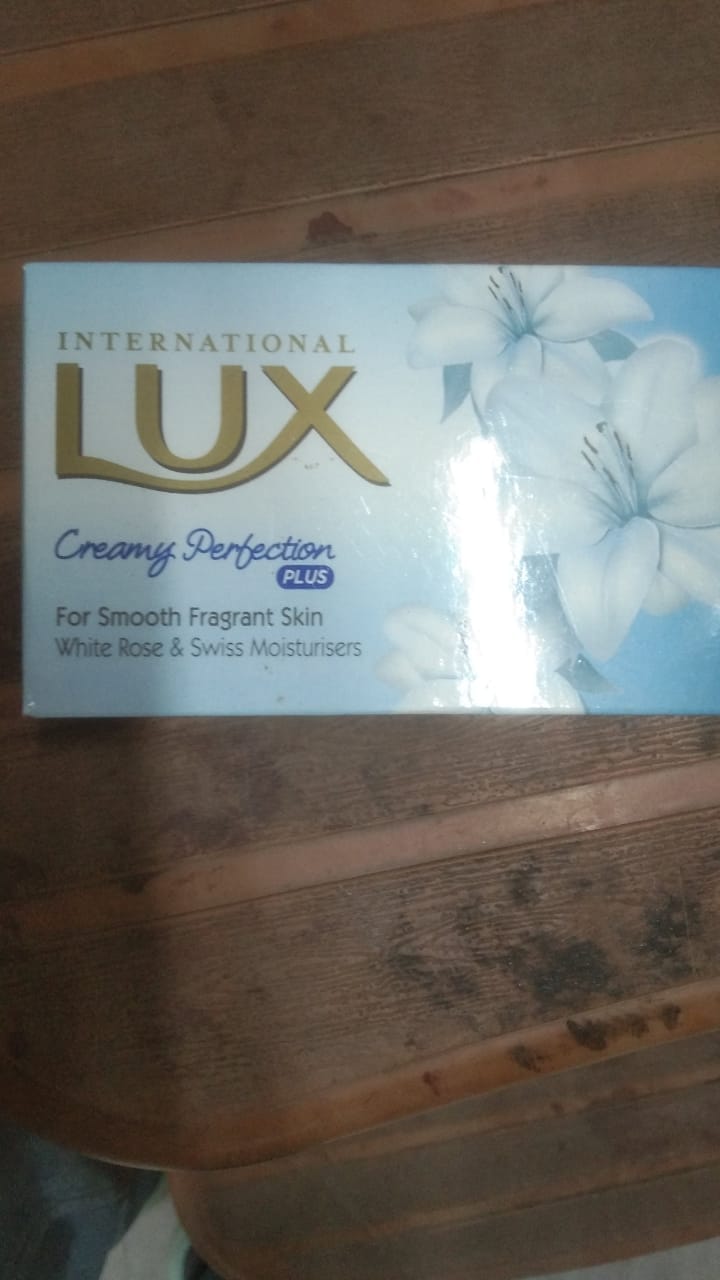 INTERNATIONAL
LUX
Creamy Perfection
PLUS
For Smooth Fragrant Skin
White Rose & Swiss Moisturisers